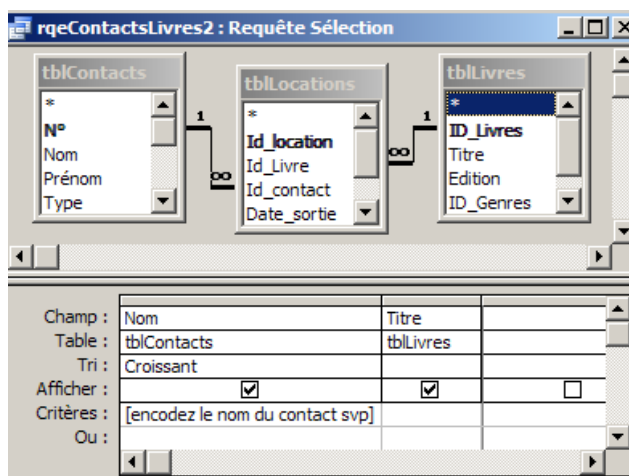 rqeContactsLivres2 : Requête Sélection
tblContacts
*
N°
Nom
Prénom
Type
1
∞
tblLocations
*
Id_location
Id_Livre
Id_contact
Date_sortie
1
∞
tblLivres
*
ID_Livres
Titre
Edition
ID_Genres
Champ : Nom Titre
Table : tblContacts tblLivres
Tri : Croissant
Afficher :
Critères : [encodez le nom du contact svp]
Ou :